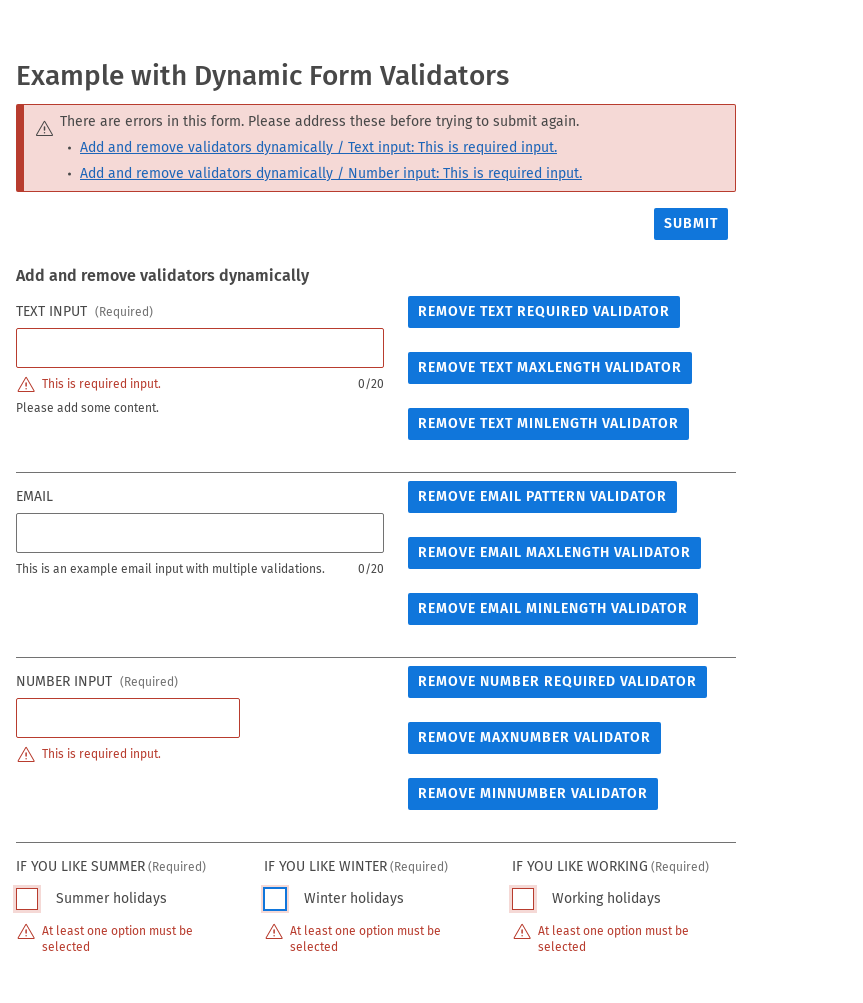 Example with Dynamic Form Validators
There are errors in this form. Please address these before trying to submit again.
• Add and remove validators dynamically / Text input: This is required input.
• Add and remove validators dynamically / Number input: This is required input.
SUBMIT
Add and remove validators dynamically
TEXT INPUT (Required)
This is required input. 0/20
Please add some content.
REMOVE TEXT REQUIRED VALIDATOR
REMOVE TEXT MAXLENGTH VALIDATOR
REMOVE TEXT MINLENGTH VALIDATOR
EMAIL
This is an example email input with multiple validations. 0/20
REMOVE EMAIL PATTERN VALIDATOR
REMOVE EMAIL MAXLENGTH VALIDATOR
REMOVE EMAIL MINLENGTH VALIDATOR
NUMBER INPUT (Required)
This is required input.
REMOVE NUMBER REQUIRED VALIDATOR
REMOVE MAXNUMBER VALIDATOR
REMOVE MINNUMBER VALIDATOR
IF YOU LIKE SUMMER (Required)
Summer holidays
At least one option must be
selected
IF YOU LIKE WINTER (Required)
Winter holidays
At least one option must be
selected
IF YOU LIKE WORKING (Required)
Working holidays
At least one option must be
selected